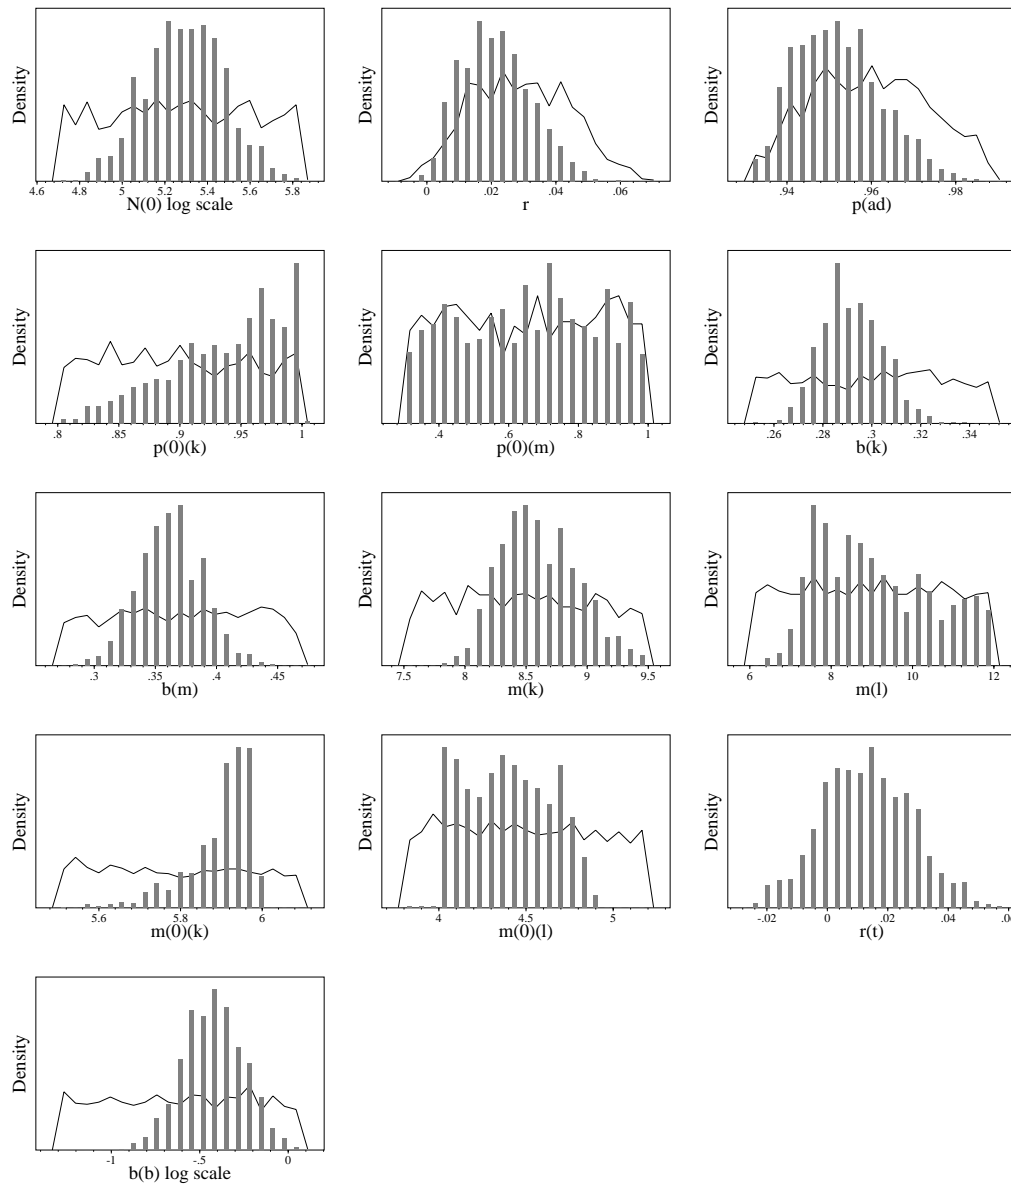 Density
4.6 4.8 5 5.2 5.4 5.6 5.8
N(0) log scale
Density
0 .02 .04 .06
r
Density
.94 .96 .98
p(ad)
Density
.8 .85 .9 .95 1
p(0)(k)
Density
.4 .6 .8 1
p(0)(m)
Density
.26 .28 .3 .32 .34
b(k)
Density
.3 .35 .4 .45
b(m)
Density
7.5 8 8.5 9 9.5
m(k)
Density
6 8 10 12
m(l)
Density
5.6 5.8 6
m(0)(k)
Density
4 4.5 5
m(0)(l)
Density
-.02 0 .02 .04
r(t)
Density
-1 -.5 0
b(b) log scale